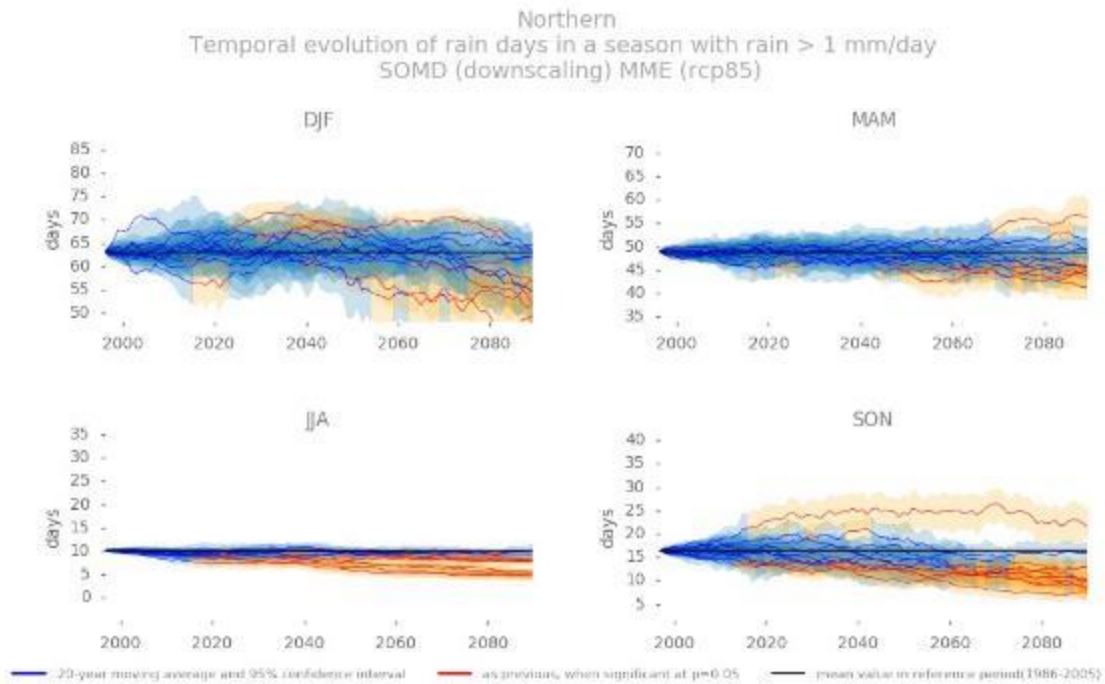 Northern
Temporal evolution of rain days in a season with rain > 1 mm/day
SOMD (downscaling) MME (rcp85)
DJF
85
80
75
70
65
60
55
50
days
2000 2020 2040 2060 2080
MAM
70
65
60
55
50
45
40
35
days
2000 2020 2040 2060 2080
JJA
35
30
25
20
15
10
5
0
days
2000 2020 2040 2060 2080
SON
40
35
30
25
20
15
10
5
days
2000 2020 2040 2060 2080
20-year moving average and 95% confidence interval as previous, when significant at p=0.05 mean value in reference period(1986-2005)